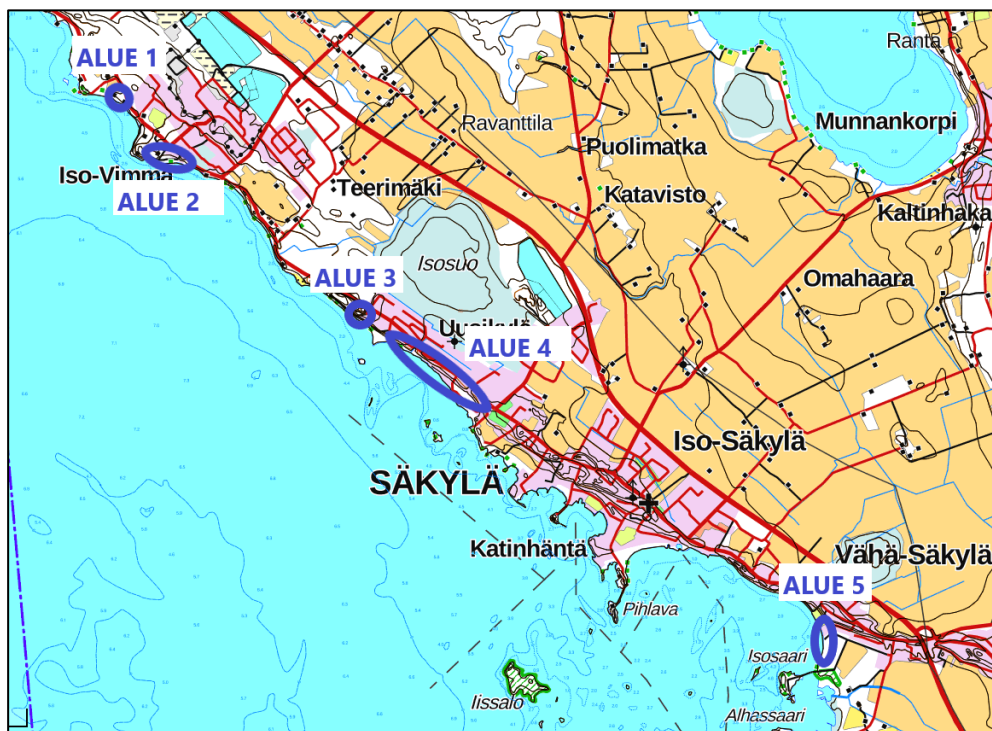 Ranta
ALUE 1
Munnankorpi
Ravanttila
Puolimatka
Iso-Vimma
Teerimäki
Katavisto
ALUE 2
Kaltinhaka
Isosuo
ALUE 3
Omahaara
Uusikylä
ALUE 4
Iso-Säkylä
SÄKYLÄ
Katinhäntä
Vähä-Säkylä
ALUE 5
Pihlava
Isosaari
Iissalo
Alhassaari